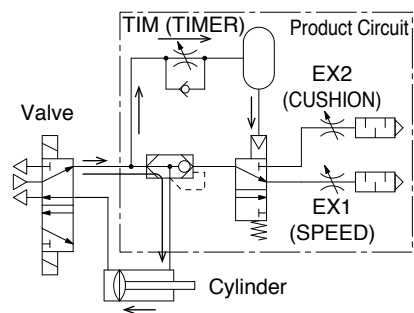 TIM (TIMER)
Product Circuit
EX2
(CUSHION)
Valve
EX1
(SPEED)
Cylinder